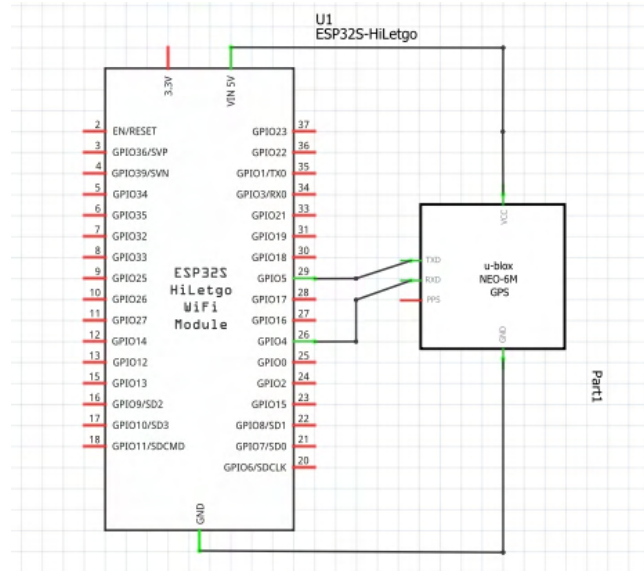 U1
ESP32S-HiLetgo
3.3V
VIN 5V
2 EN/RESET
3 GPIO36/SVP
4 GPIO39/SVN
5 GPIO34
6 GPIO35
7 GPIO32
8 GPIO33
9 GPIO25
10 GPIO26
11 GPIO27
12 GPIO14
13 GPIO12
15 GPIO13
16 GPIO9/SD2
17 GPIO10/SD3
18 GPIO11/SDCMD
ESP32S
HiLetgo
WiFi
Module
GPIO23 37
GPIO22 36
GPIO1/TX0 35
GPIO3/RX0 34
GPIO21 33
GPIO19 31
GPIO18 30
GPIO5 29
GPIO17 28
GPIO16 27
GPIO4 26
GPIO0 25
GPIO2 24
GPIO15 23
GPIO8/SD1 22
GPIO7/SD0 21
GPIO6/SDCLK 20
GND
VCC
TXD
RXD
PPS
u-blox
NEO-6M
GPS
GND
Part1